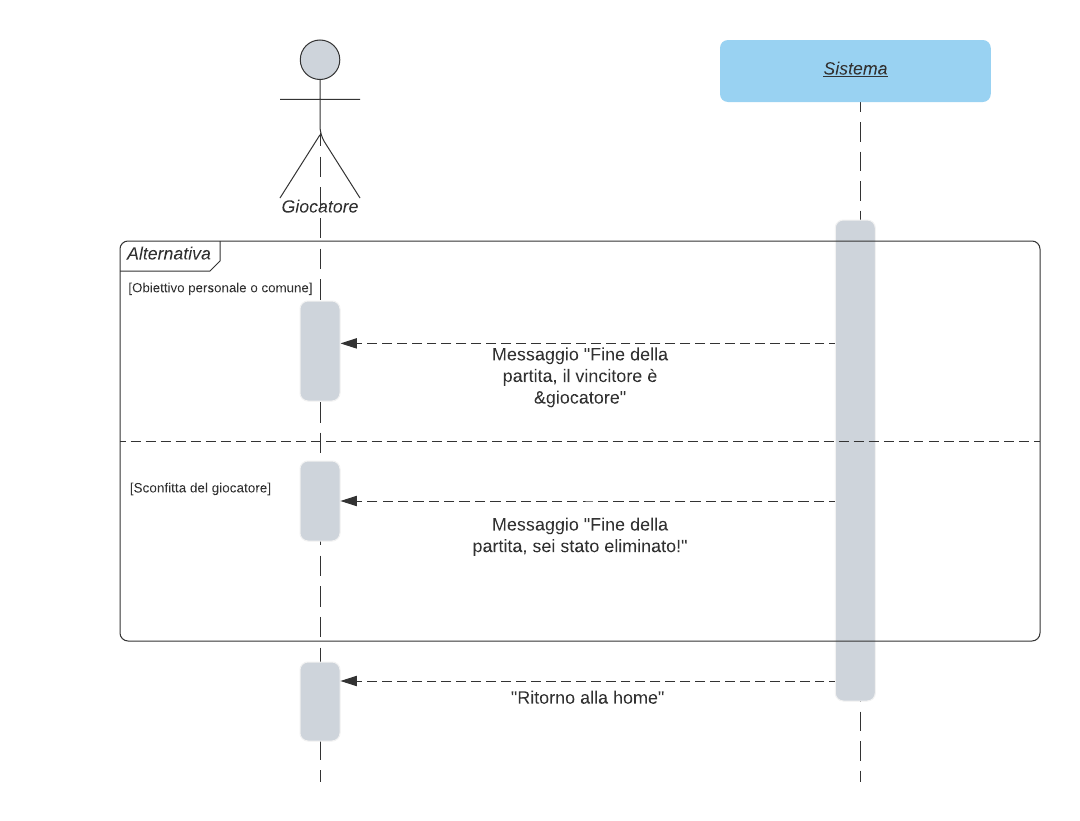 Sistema
Giocatore
Alternativa
[Obiettivo personale o comune]
Messaggio "Fine della
partita, il vincitore è
&giocatore"
[Sconfitta del giocatore]
Messaggio "Fine della
partita, sei stato eliminato!"
"Ritorno alla home"